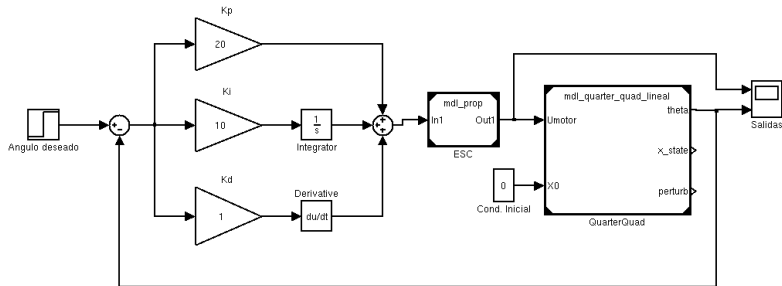 Kp
20
Ki
10
1
s
Integrator
Angulo deseado
Kd
1
Derivative
du/dt
mdl_prop
In1
Out1
ESC
0
Cond. Inicial
mdl_quarter_quad_lineal
Umotor
theta
x_state
X0
perturb
QuarterQuad
Salidas